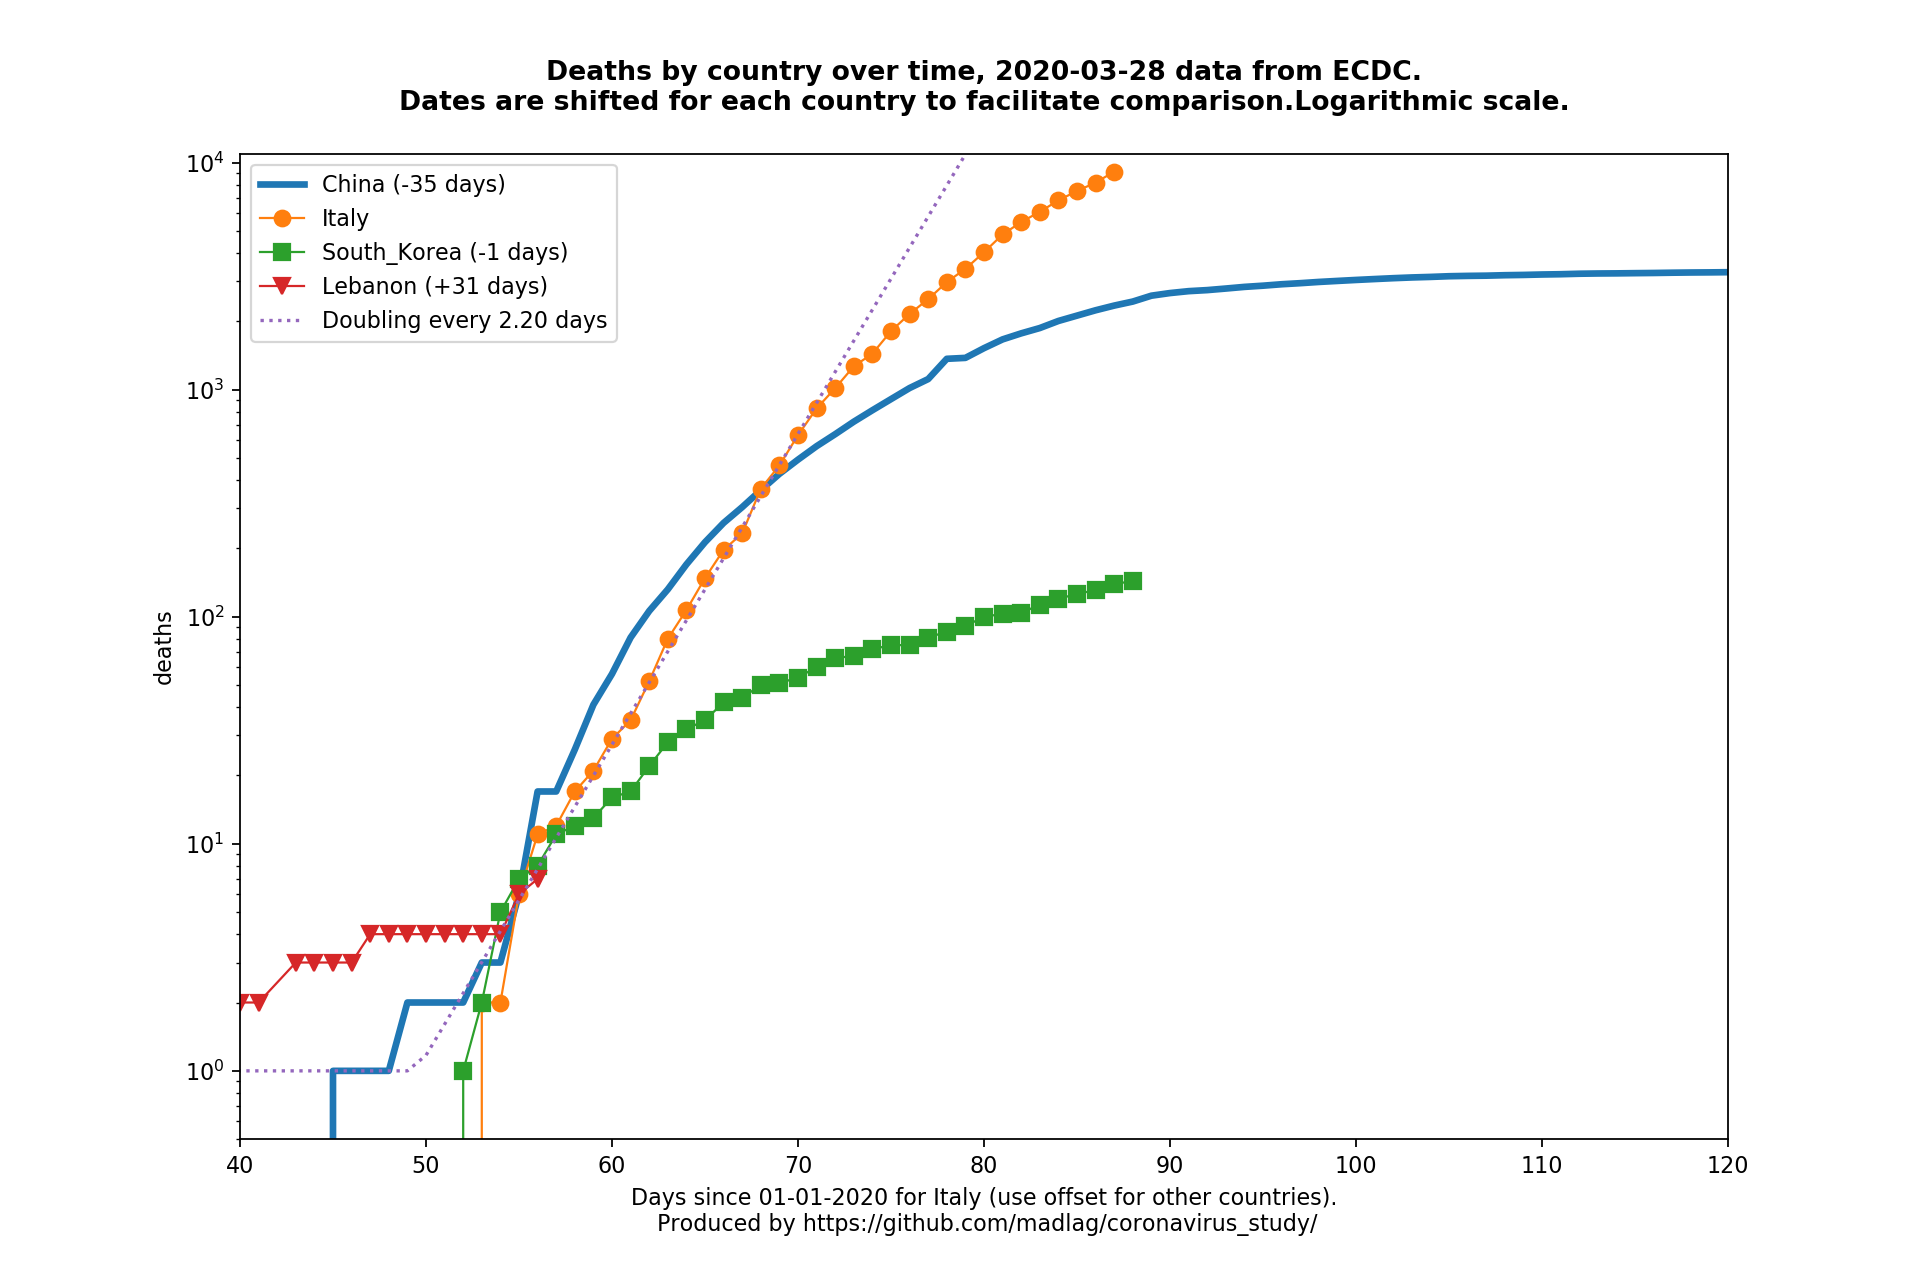 Deaths by country over time, 2020-03-28 data from ECDC.
Dates are shifted for each country to facilitate comparison.Logarithmic scale.
China (-35 days)
Italy
South_Korea (-1 days)
Lebanon (+31 days)
Doubling every 2.20 days
10⁴
10³
10²
10¹
10⁰
deaths
40 50 60 70 80 90 100 110 120
Days since 01-01-2020 for Italy (use offset for other countries).
Produced by https://github.com/madlag/coronavirus_study/